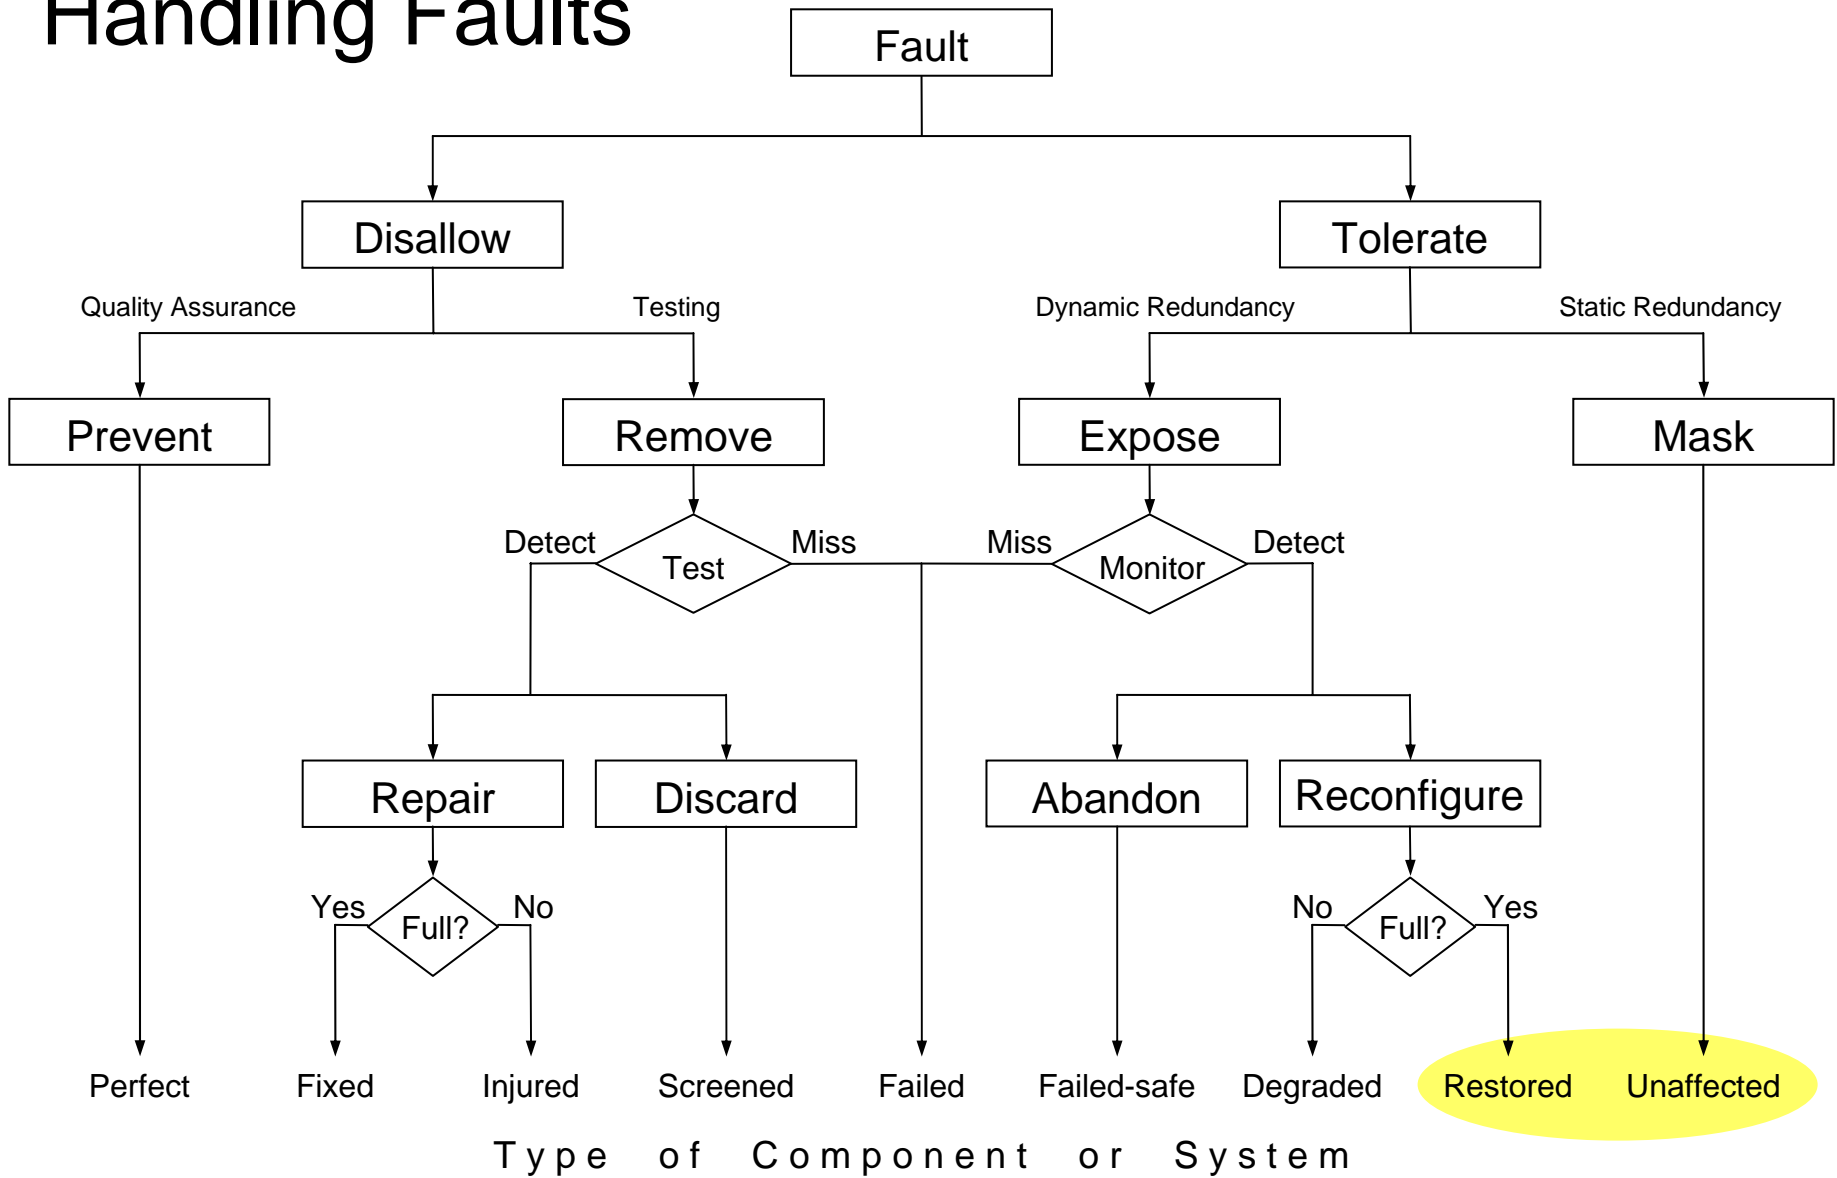 Handling Faults
Fault
Disallow
Tolerate
Quality Assurance
Testing
Dynamic Redundancy
Static Redundancy
Prevent
Remove
Expose
Mask
Detect
Test
Miss
Miss
Monitor
Detect
Repair
Discard
Abandon
Reconfigure
Yes
Full?
No
No
Full?
Yes
Perfect
Fixed
Injured
Screened
Failed
Failed-safe
Degraded
Restored
Unaffected
Type of Component or System